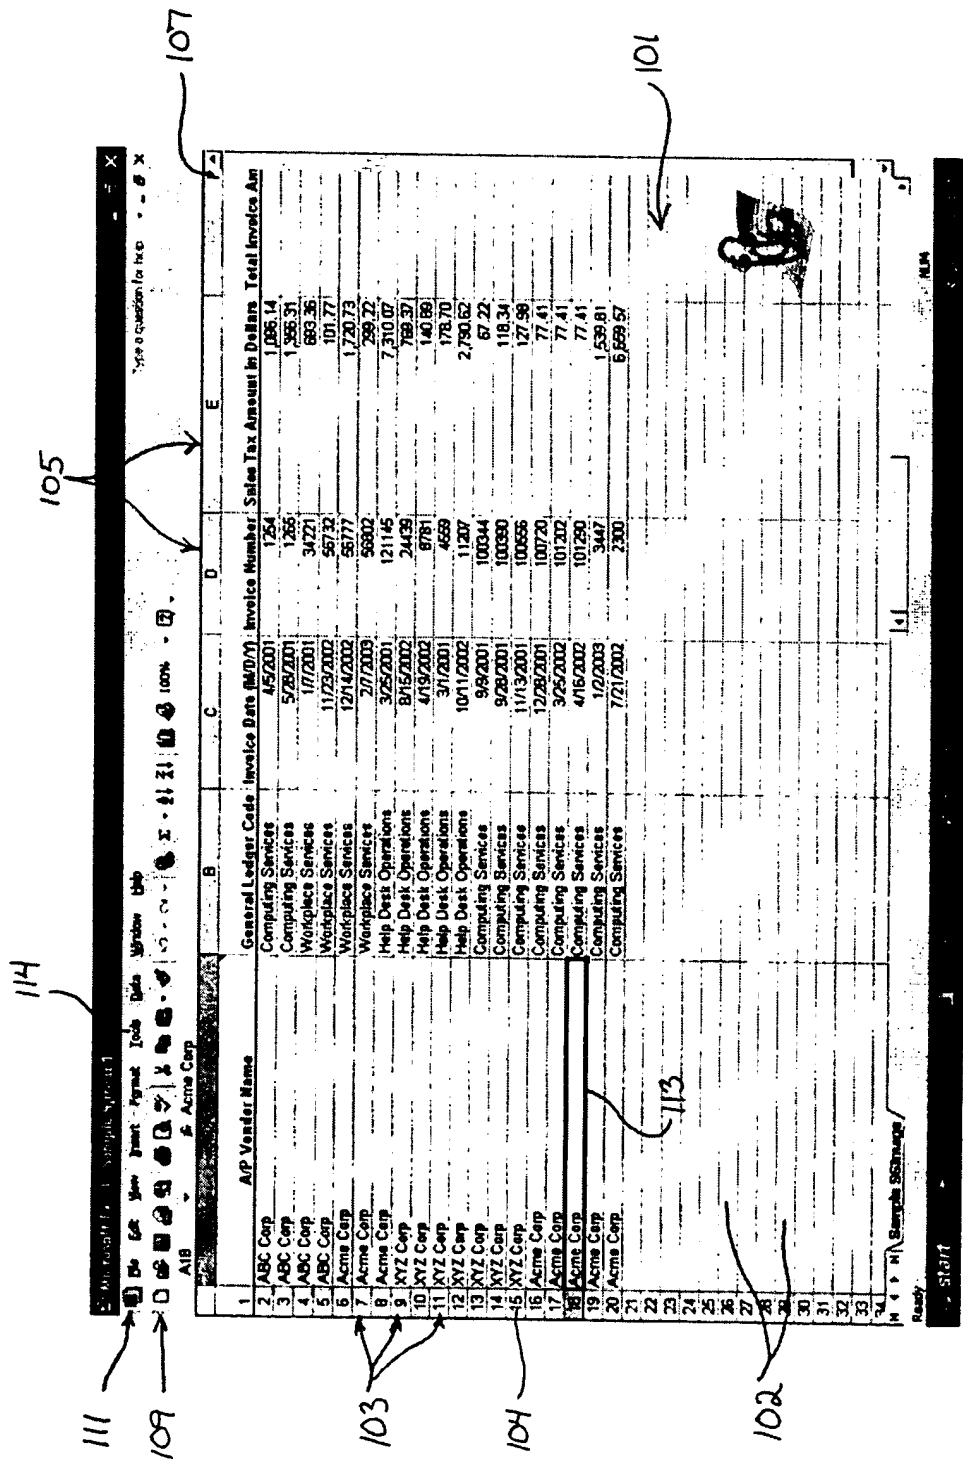 114
111
109
105
107
File Edit View Insert Format Tools Data Window Help Type a question for help
100%
A18 Acme Corp
B C D E
1 A/P Vendor Name General Ledger Code Invoice Date (M/D/Y) Invoice Number Sales Tax Amount in Dollars Total Invoice Am
2 ABC Corp Computing Services 4/5/2001 1254 1,096.14
3 ABC Corp Computing Services 5/28/2001 1266 1,356.31
4 ABC Corp Workplace Services 1/7/2001 34221 693.36
5 ABC Corp Workplace Services 11/23/2002 56732 101.77
6 Acme Corp Workplace Services 12/14/2002 56777 1,720.73
7 Acme Corp Workplace Services 2/7/2003 56802 299.22
8 Acme Corp Help Desk Operations 3/25/2001 121145 7,310.07
9 XYZ Corp Help Desk Operations 8/16/2002 24439 769.37
10 XYZ Corp Help Desk Operations 4/19/2002 8781 140.89
11 XYZ Corp Help Desk Operations 3/1/2001 4559 178.70
12 XYZ Corp Help Desk Operations 10/11/2002 11207 2,790.62
13 XYZ Corp Computing Services 9/9/2001 100344 67.22
14 XYZ Corp Computing Services 9/28/2001 100390 118.34
15 XYZ Corp Computing Services 11/13/2001 100556 127.98
16 Acme Corp Computing Services 12/28/2001 100720 77.41
17 Acme Corp Computing Services 3/25/2002 101202 77.41
18 Acme Corp Computing Services 4/16/2002 101290 77.41
19 Acme Corp Computing Services 1/2/2003 3447 1,539.81
20 Acme Corp Computing Services 7/21/2002 2300 6,659.57
21
22
23
24
25
26
27
28
29
30
31
32
33
34
103
104
113
101
102
Ready NUM
start